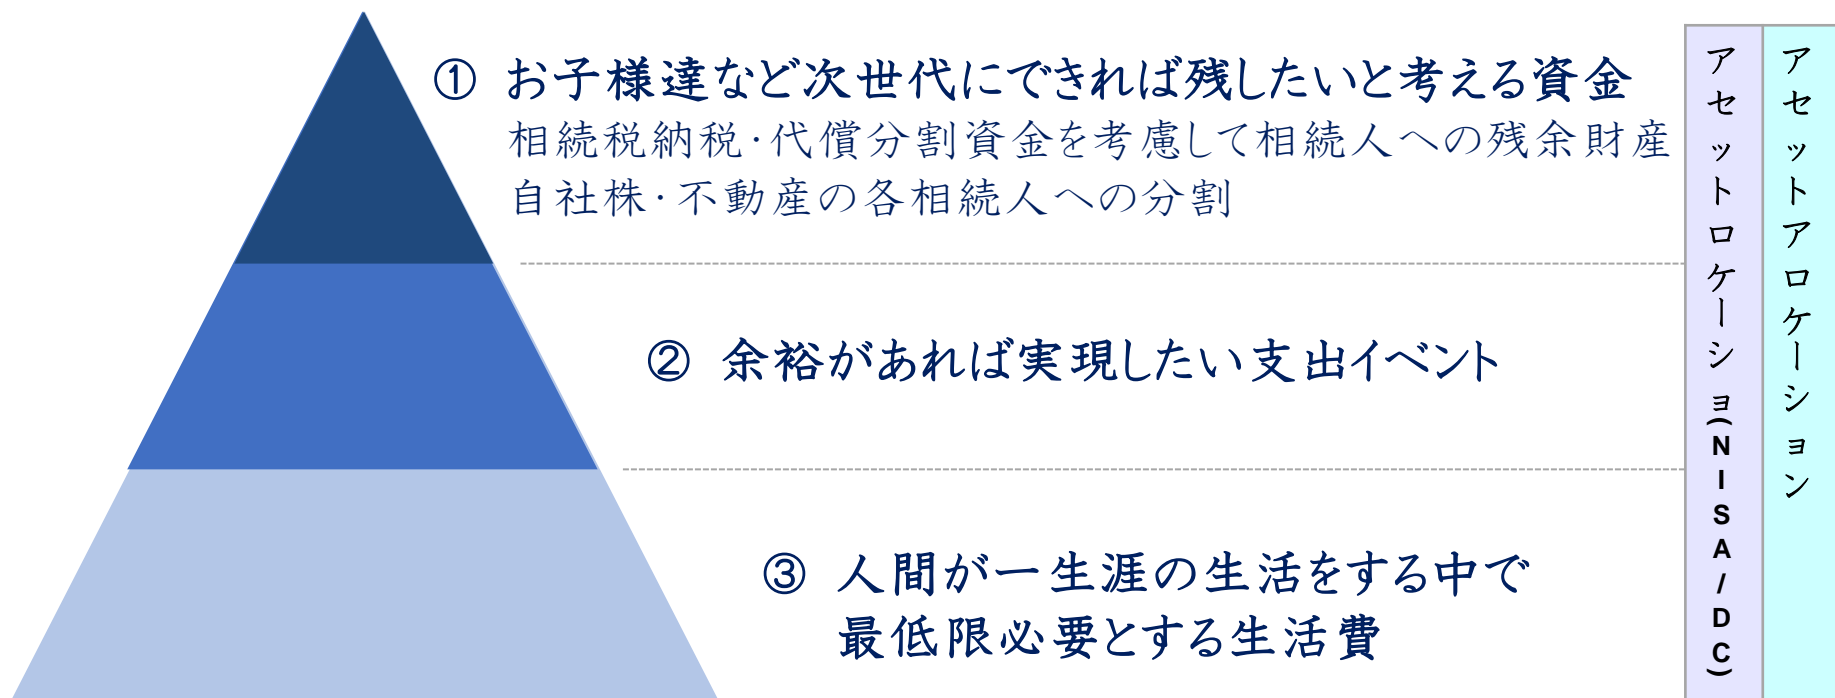 ① お子様達など次世代にできれば残したいと考える資金
相続税納税・代償分割資金を考慮して相続人への残余財産
自社株・不動産の各相続人への分割
② 余裕があれば実現したい支出イベント
③ 人間が一生涯の生活をする中で
最低限必要とする生活費
アセットロケーショ(NISA/DC)
アセットアロケーション